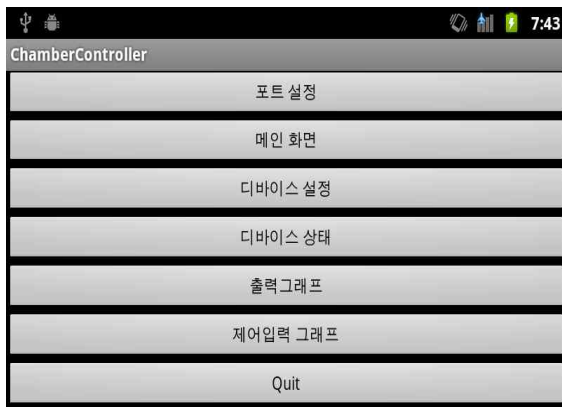 7:43
ChamberController
포트 설정
메인 화면
디바이스 설정
디바이스 상태
출력그래프
제어입력 그래프
Quit